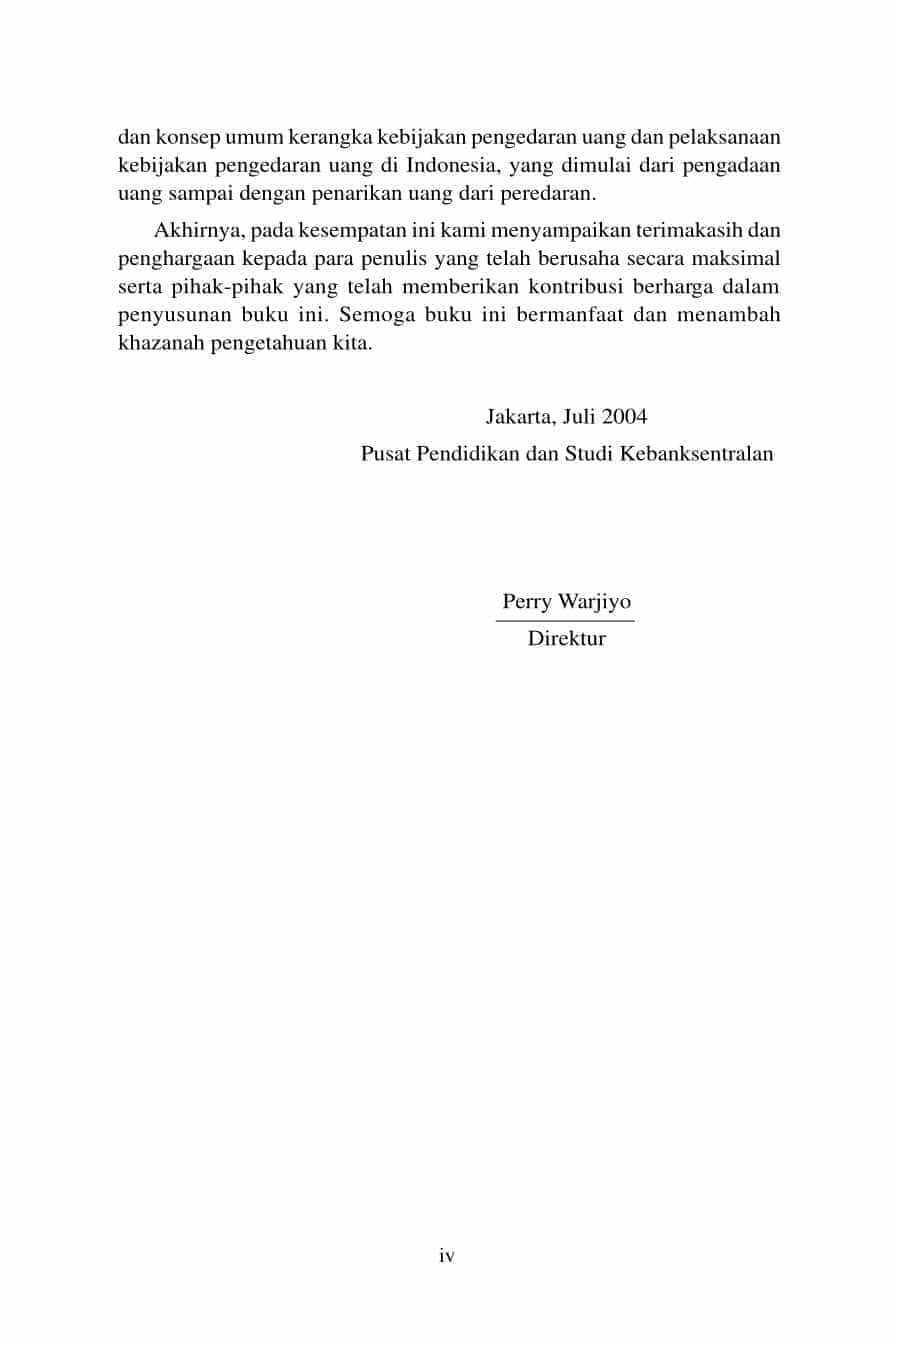 dan konsep umum kerangka kebijakan pengedaran uang dan pelaksanaan
kebijakan pengedaran uang di Indonesia, yang dimulai dari pengadaan
uang sampai dengan penarikan uang dari peredaran.
Akhirnya, pada kesempatan ini kami menyampaikan terimakasih dan
penghargaan kepada para penulis yang telah berusaha secara maksimal
serta pihak-pihak yang telah memberikan kontribusi berharga dalam
penyusunan buku ini. Semoga buku ini bermanfaat dan menambah
khazanah pengetahuan kita.
Jakarta, Juli 2004
Pusat Pendidikan dan Studi Kebanksentralan
Perry Warjiyo
Direktur
iv